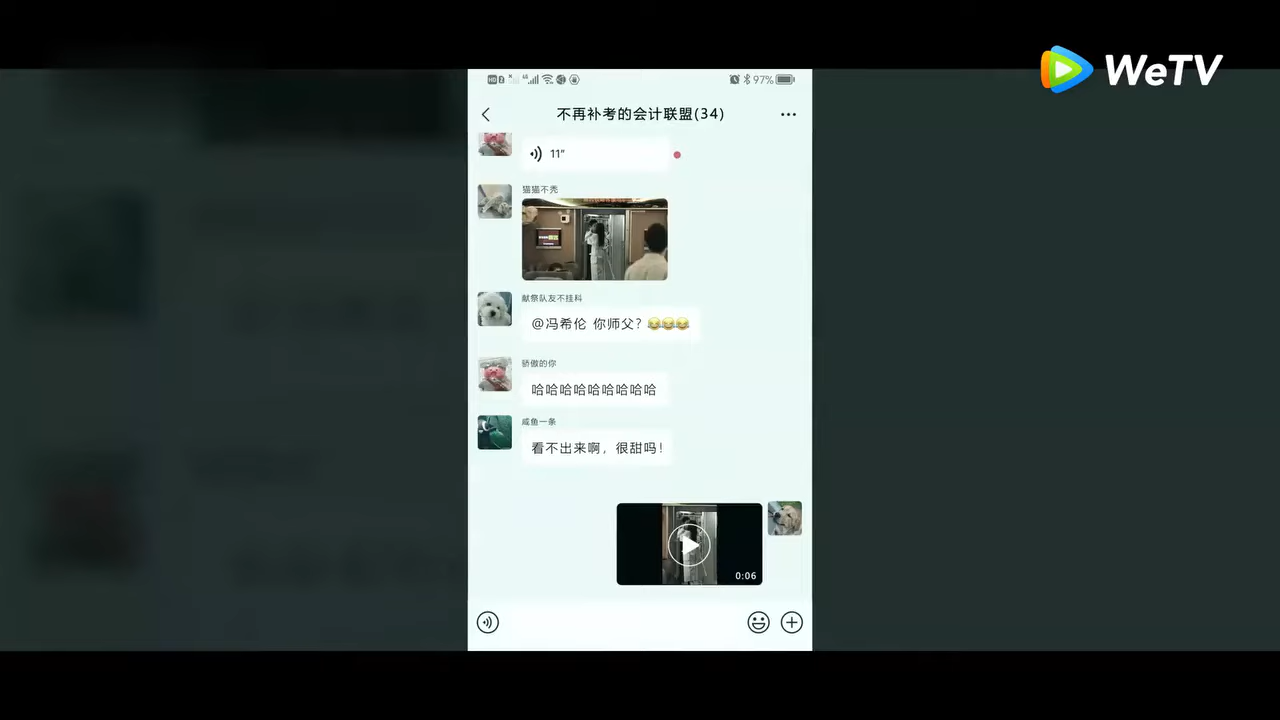 WeTV
HD 2 4G 97%
不再补考的会计联盟(34)
11"
猫猫不秃
献祭队友不挂科
@冯希伦 你师父?😂😂😂
骄傲的你
哈哈哈哈哈哈哈哈哈
咸鱼一条
看不出来啊，很甜吗！
0:06